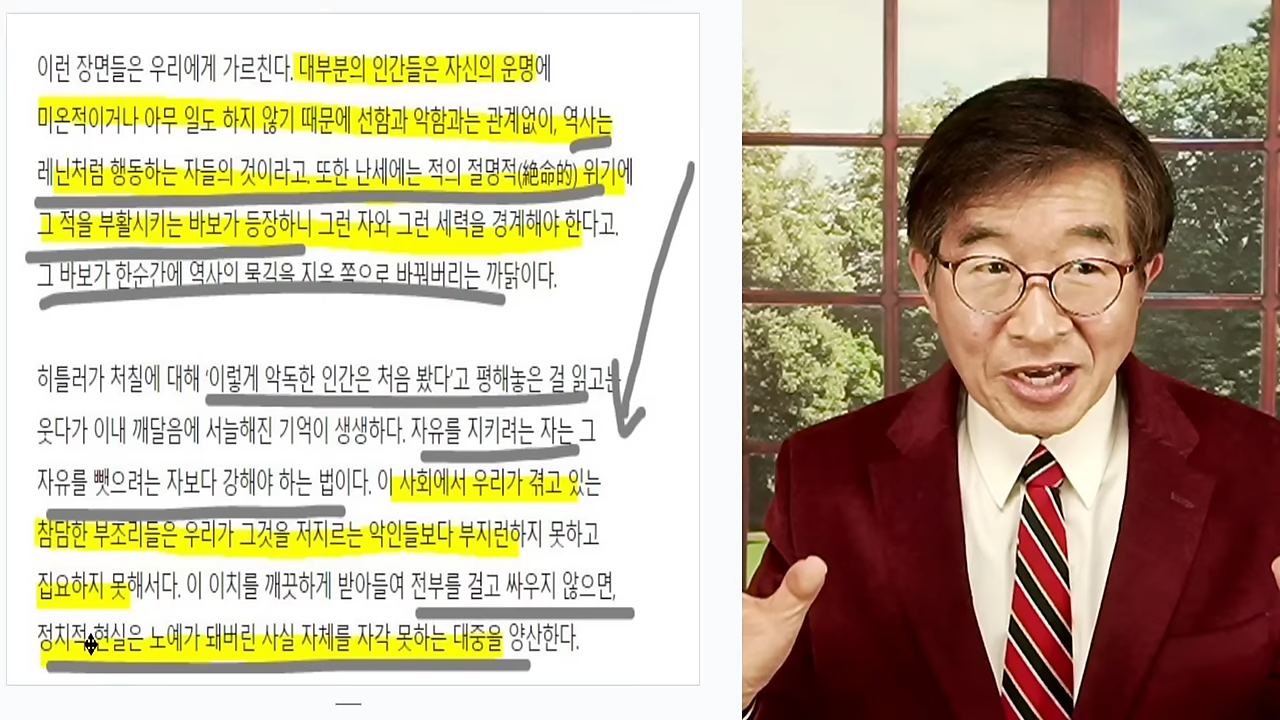 이런 장면들은 우리에게 가르친다. 대부분의 인간들은 자신의 운명에
미온적이거나 아무 일도 하지 않기 때문에 선함과 악함과는 관계없이, 역사는
레닌처럼 행동하는 자들의 것이라고. 또한 난세에는 적의 절명적(絶命的) 위기에
그 적을 부활시키는 바보가 등장하니 그런 자와 그런 세력을 경계해야 한다고.
그 바보가 한순간에 역사의 물길을 지옥 쪽으로 바꿔버리는 까닭이다.
히틀러가 처칠에 대해 '이렇게 악독한 인간은 처음 봤다'고 평해놓은 걸 읽고는
웃다가 이내 깨달음에 서늘해진 기억이 생생하다. 자유를 지키려는 자는 그
자유를 뺏으려는 자보다 강해야 하는 법이다. 이 사회에서 우리가 겪고 있는
참담한 부조리들은 우리가 그것을 저지르는 악인들보다 부지런하지 못하고
집요하지 못해서다. 이 이치를 깨끗하게 받아들여 전부를 걸고 싸우지 않으면,
정치적 현실은 노예가 돼버린 사실 자체를 자각 못하는 대중을 양산한다.